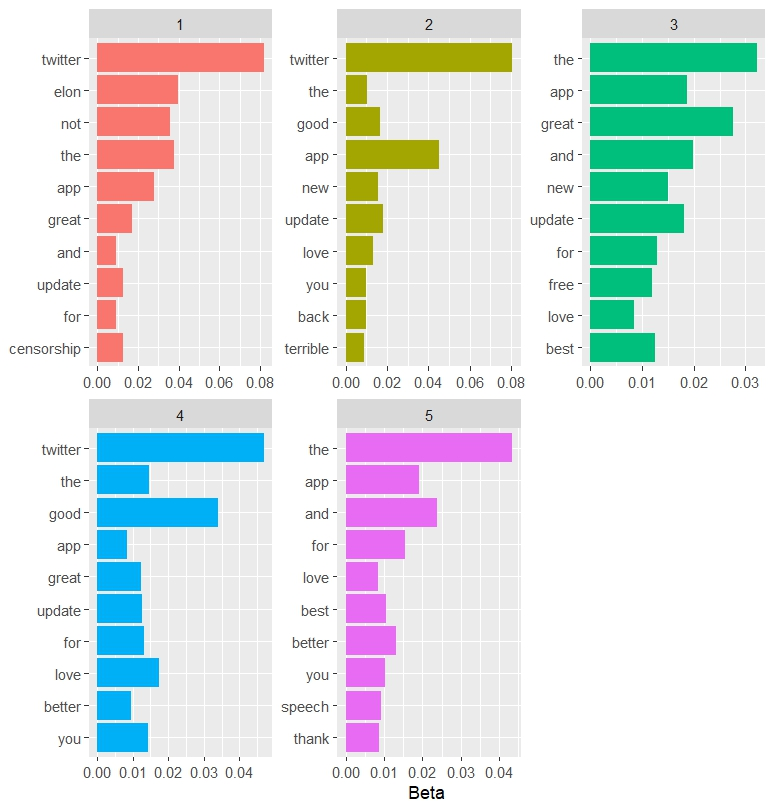 1
twitter
elon
not
the
app
great
and
update
for
censorship
0.00 0.02 0.04 0.06 0.08
2
twitter
the
good
app
new
update
love
you
back
terrible
0.00 0.02 0.04 0.06 0.08
3
the
app
great
and
new
update
for
free
love
best
0.00 0.01 0.02 0.03
4
twitter
the
good
app
great
update
for
love
better
you
0.00 0.01 0.02 0.03 0.04
5
the
app
and
for
love
best
better
you
speech
thank
0.00 0.01 0.02 0.03 0.04
Beta